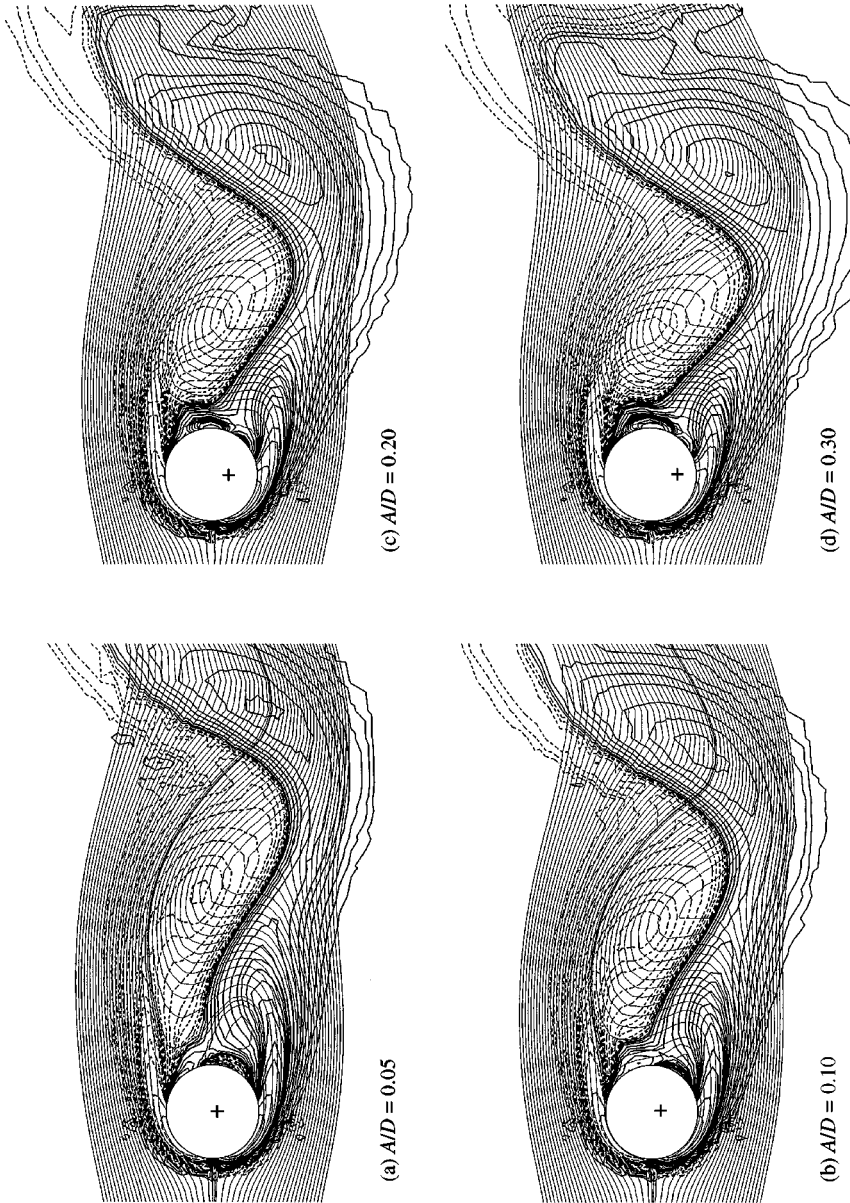 (a) A/D = 0.05
(b) A/D = 0.10
(c) A/D = 0.20
(d) A/D = 0.30